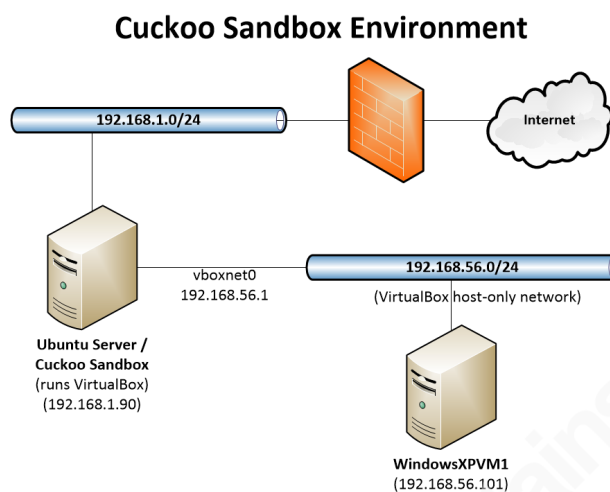 Cuckoo Sandbox Environment
192.168.1.0/24
Internet
vboxnet0
192.168.56.1
192.168.56.0/24
(VirtualBox host-only network)
Ubuntu Server /
Cuckoo Sandbox
(runs VirtualBox)
(192.168.1.90)
WindowsXPVM1
(192.168.56.101)